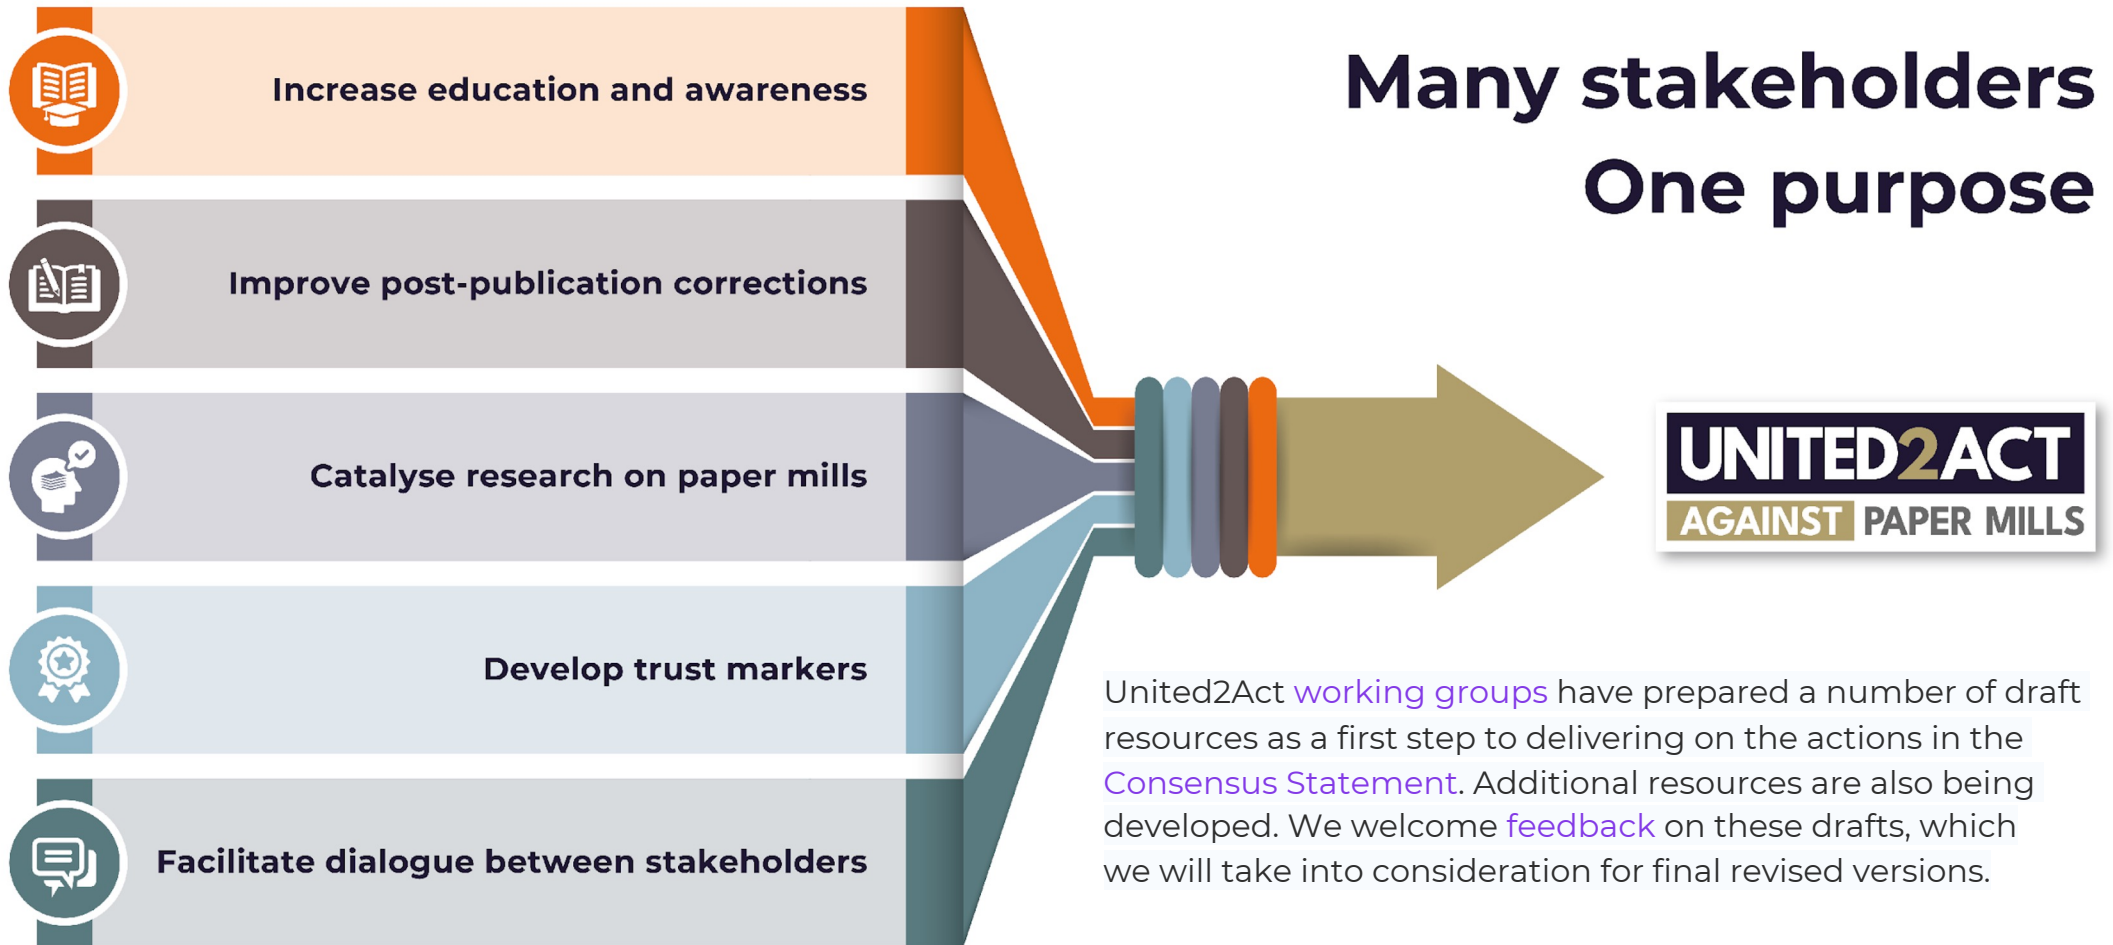 Increase education and awareness
Improve post-publication corrections
Catalyse research on paper mills
Develop trust markers
Facilitate dialogue between stakeholders
Many stakeholders
One purpose
UNITED2ACT
AGAINST PAPER MILLS
United2Act working groups have prepared a number of draft
resources as a first step to delivering on the actions in the
Consensus Statement. Additional resources are also being
developed. We welcome feedback on these drafts, which
we will take into consideration for final revised versions.